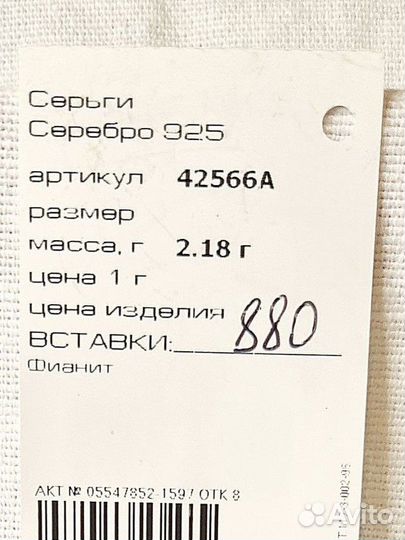 Серьги
Серебро 925
артикул 42566А
размер
масса, г 2.18 г
цена 1 г
цена изделия 880
ВСТАВКИ:
Фианит
АКТ № 05547852-159 / ОТК 8
Avito